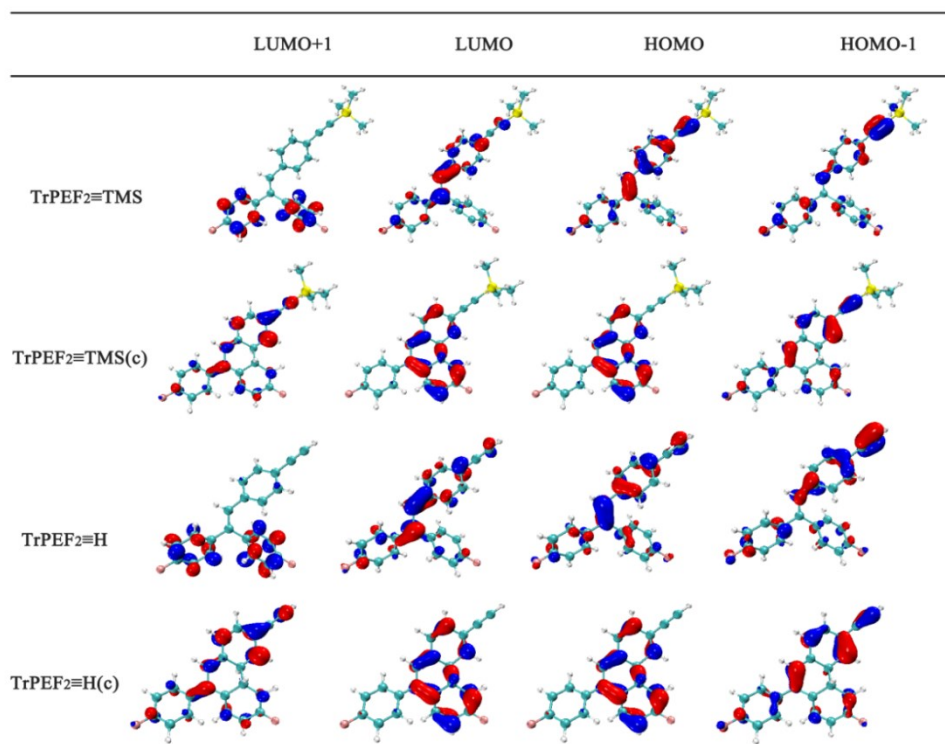 LUMO+1 LUMO HOMO HOMO-1
TrPEF₂≡TMS
TrPEF₂≡TMS(c)
TrPEF₂≡H
TrPEF₂≡H(c)